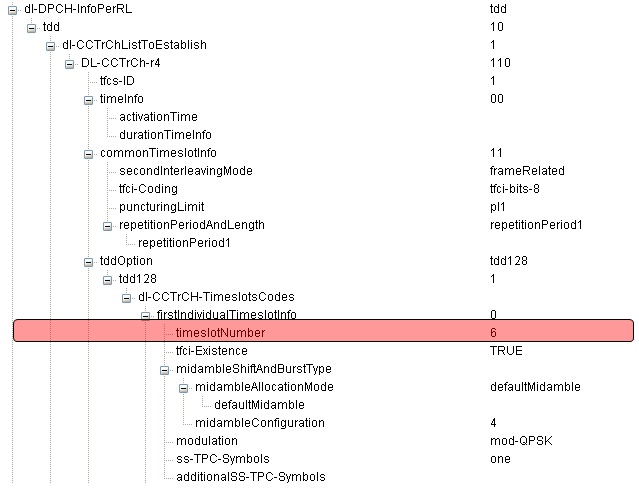 dl-DPCH-InfoPerRL tdd
tdd 10
dl-CCTrChListToEstablish 1
DL-CCTrCh-r4 110
tfcs-ID 1
timeInfo 00
activationTime
durationTimeInfo
commonTimeslotInfo 11
secondInterleavingMode frameRelated
tfci-Coding tfci-bits-8
puncturingLimit pl1
repetitionPeriodAndLength repetitionPeriod1
repetitionPeriod1
tddOption tdd128
tdd128 1
dl-CCTrCH-TimeslotsCodes
firstIndividualTimeslotInfo 0
timeslotNumber 6
tfci-Existence TRUE
midambleShiftAndBurstType
midambleAllocationMode defaultMidamble
defaultMidamble
midambleConfiguration 4
modulation mod-QPSK
ss-TPC-Symbols one
additionalSS-TPC-Symbols